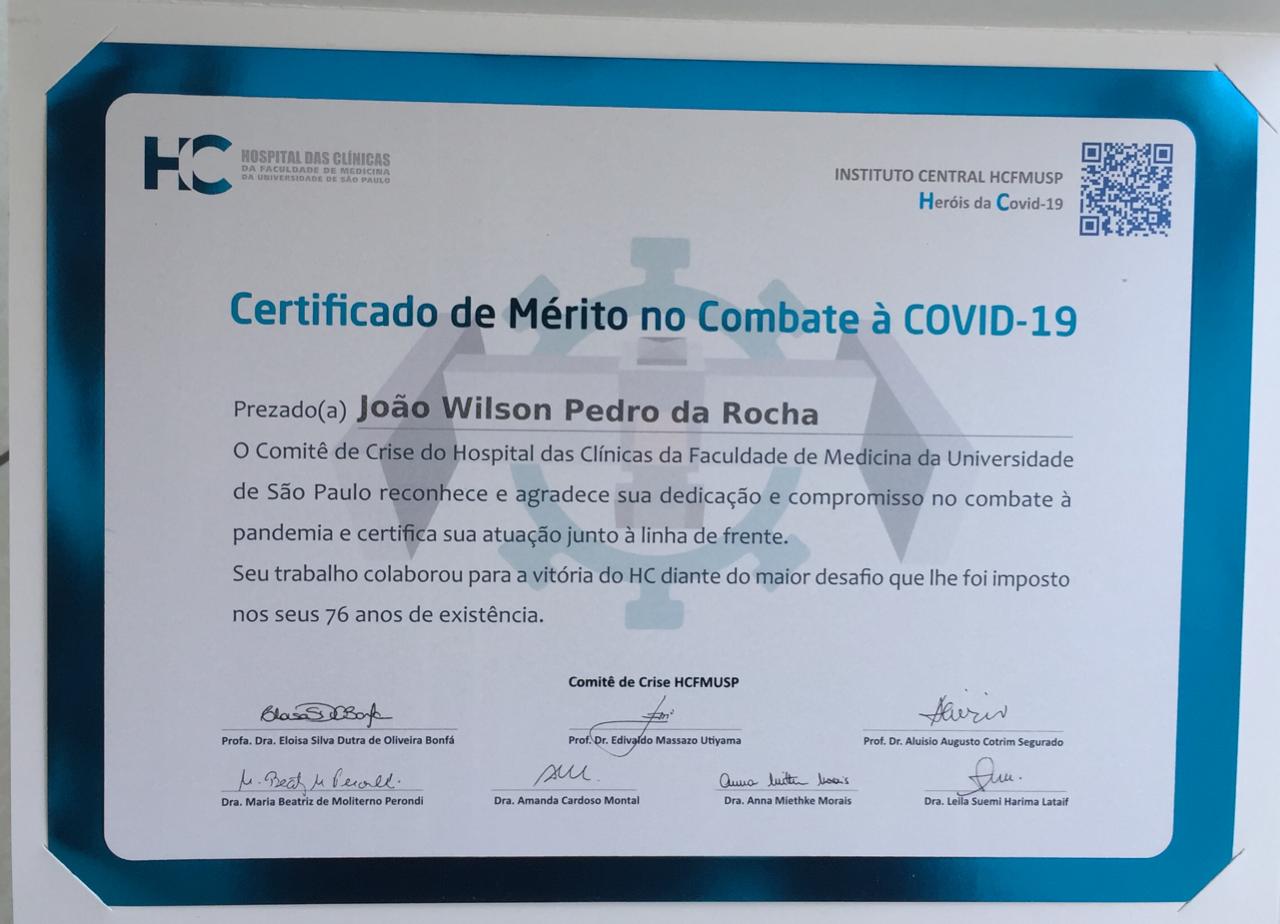 HC HOSPITAL DAS CLÍNICAS
DA FACULDADE DE MEDICINA
DA UNIVERSIDADE DE SÃO PAULO
INSTITUTO CENTRAL HCFMUSP
Heróis da Covid-19
Certificado de Mérito no Combate à COVID-19
Prezado(a) João Wilson Pedro da Rocha
O Comitê de Crise do Hospital das Clínicas da Faculdade de Medicina da Universidade
de São Paulo reconhece e agradece sua dedicação e compromisso no combate à
pandemia e certifica sua atuação junto à linha de frente.
Seu trabalho colaborou para a vitória do HC diante do maior desafio que lhe foi imposto
nos seus 76 anos de existência.
Comitê de Crise HCFMUSP
Profa. Dra. Eloisa Silva Dutra de Oliveira Bonfá
Prof. Dr. Edivaldo Massazo Utiyama
Prof. Dr. Aluisio Augusto Cotrim Segurado
Dra. Maria Beatriz de Moliterno Perondi
Dra. Amanda Cardoso Montal
Dra. Anna Miethke Morais
Dra. Leila Suemi Harima Lataif